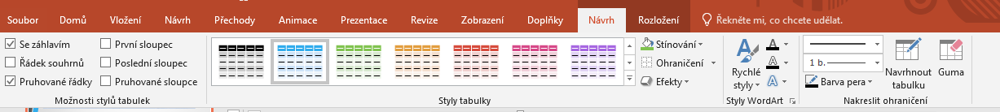 Soubor Domů Vložení Návrh Přechody Animace Prezentace Revize Zobrazení Doplňky Návrh Rozložení Řekněte mi, co chcete udělat.
Se záhlavím První sloupec
Řádek souhrnů Poslední sloupec
Pruhované řádky Pruhované sloupce
Možnosti stylů tabulek
Styly tabulky
Stínování
Ohraničení
Efekty
Rychlé
styly
A
A
A
A
Styly WordArt
1 b.
Barva pera
Navrhnout
tabulku
Guma
Nakreslit ohraničení